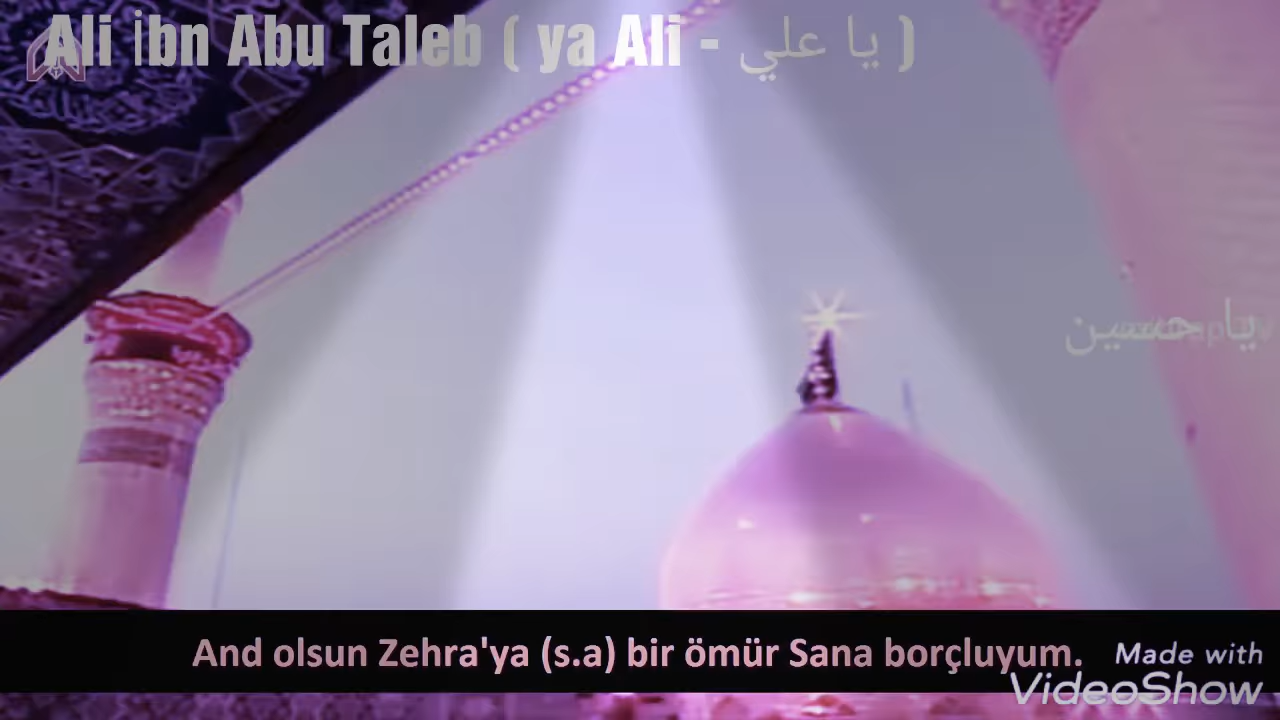 Ali İbn Abu Taleb ( ya Ali - يا علي )
يا حسين
And olsun Zehra'ya (s.a) bir ömür Sana borçluyum.
Made with
VideoShow